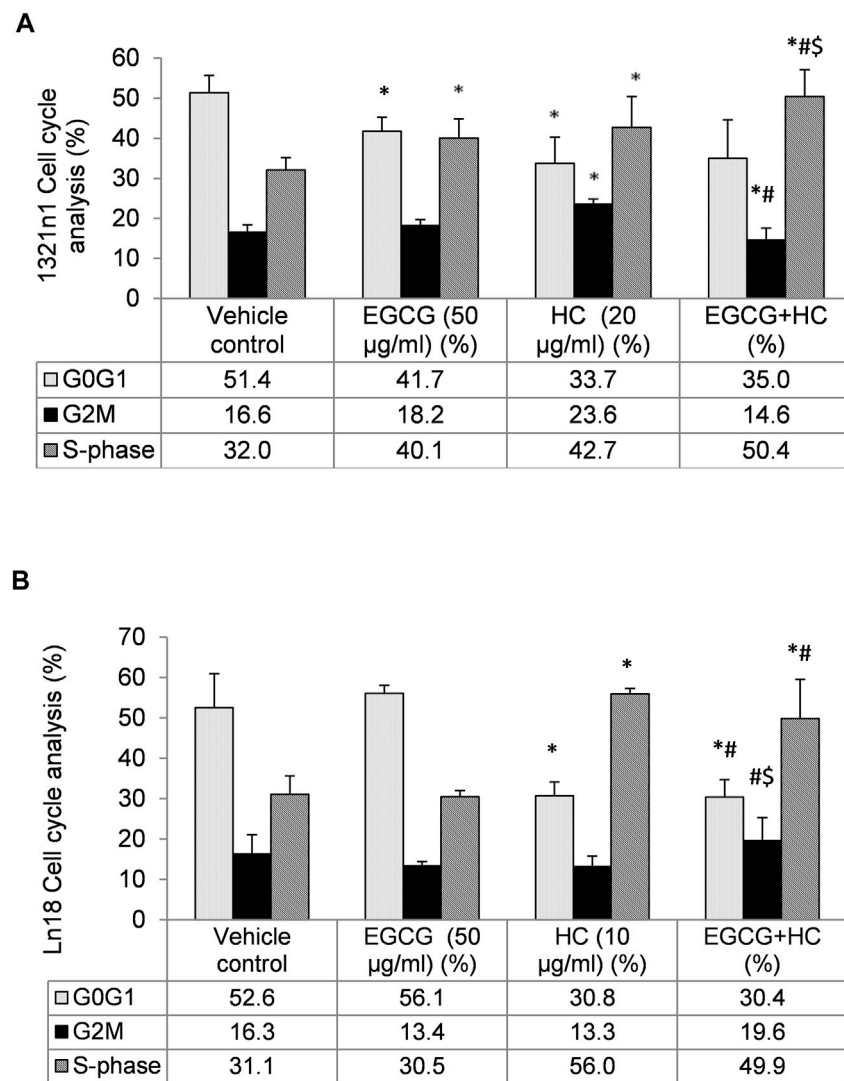 A
1321n1 Cell cycle
analysis (%)
60
50
40
30
20
10
0
*
*
*
*
*
*#
*#$
Vehicle
control
EGCG (50
µg/ml) (%)
HC (20
µg/ml) (%)
EGCG+HC
(%)
G0G1 51.4 41.7 33.7 35.0
G2M 16.6 18.2 23.6 14.6
S-phase 32.0 40.1 42.7 50.4
B
Ln18 Cell cycle analysis (%)
70
60
50
40
30
20
10
0
*
*
*#
#$
*#
Vehicle
control
EGCG (50
µg/ml) (%)
HC (10
µg/ml) (%)
EGCG+HC
(%)
G0G1 52.6 56.1 30.8 30.4
G2M 16.3 13.4 13.3 19.6
S-phase 31.1 30.5 56.0 49.9